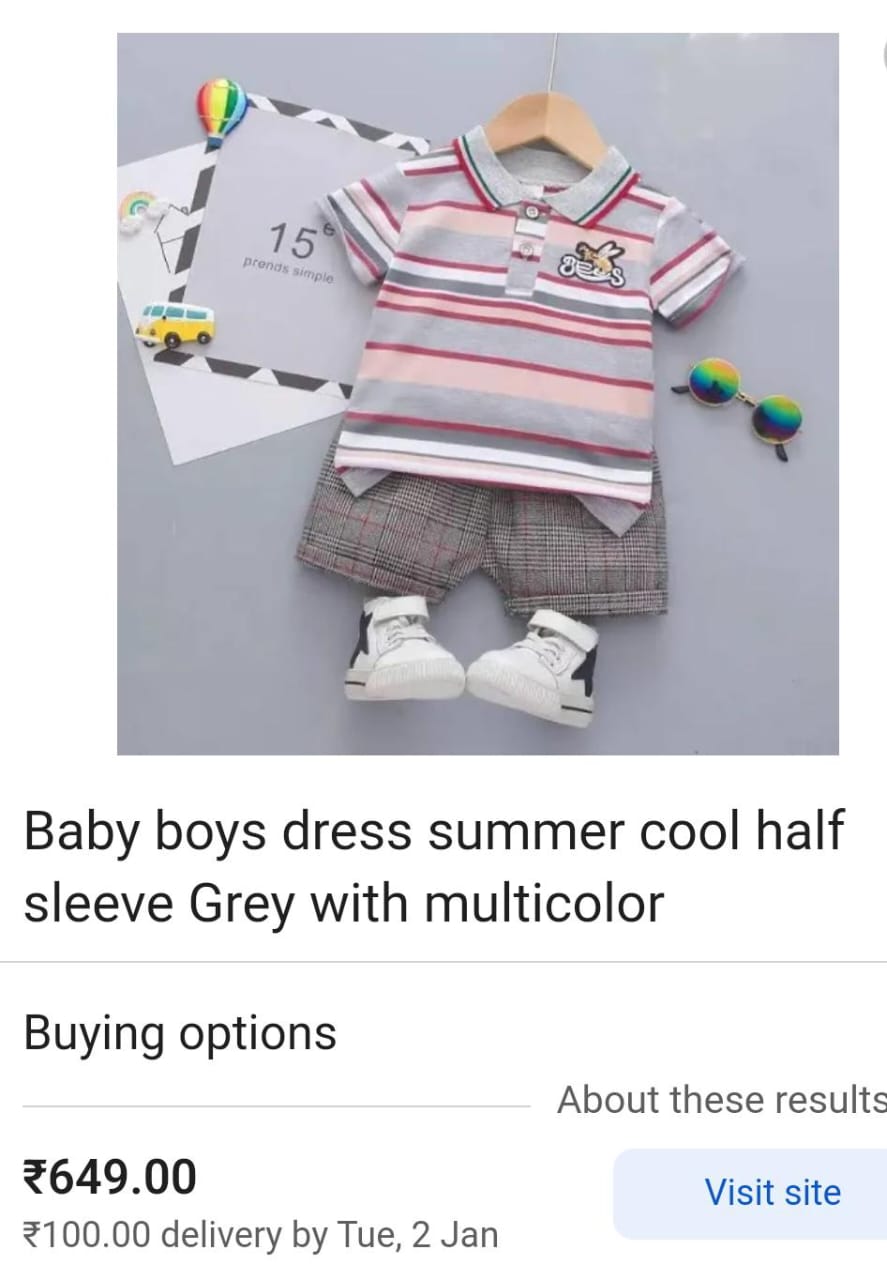 15°
prends simple
BEES
Baby boys dress summer cool half
sleeve Grey with multicolor
Buying options
About these results
₹649.00
Visit site
₹100.00 delivery by Tue, 2 Jan